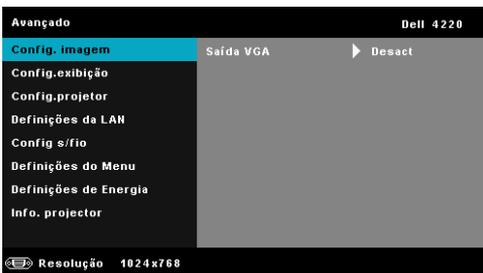 Avançado Dell 4220
Config. imagem Saída VGA Desact
Config.exibição
Config.projetor
Definições da LAN
Config s/fio
Definições do Menu
Definições de Energia
Info. projector
Resolução 1024x768